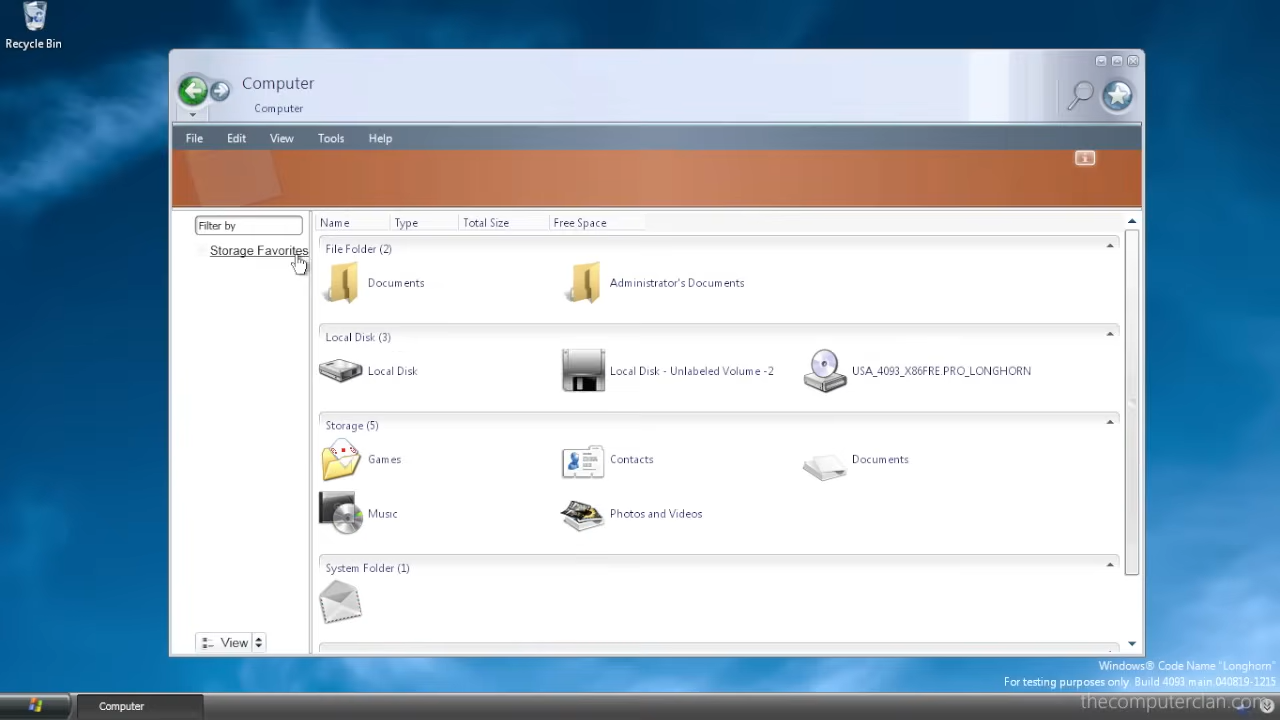 Recycle Bin
Computer
Computer
File Edit View Tools Help
Filter by
Storage Favorites
Name Type Total Size Free Space
File Folder (2)
Documents Administrator's Documents
Local Disk (3)
Local Disk Local Disk - Unlabeled Volume -2 USA_4093_X86FRE.PRO_LONGHORN
Storage (5)
Games Contacts Documents
Music Photos and Videos
System Folder (1)
View
Windows® Code Name "Longhorn"
For testing purposes only. Build 4093.main.040819-1215
Computer
thecomputerclan.com